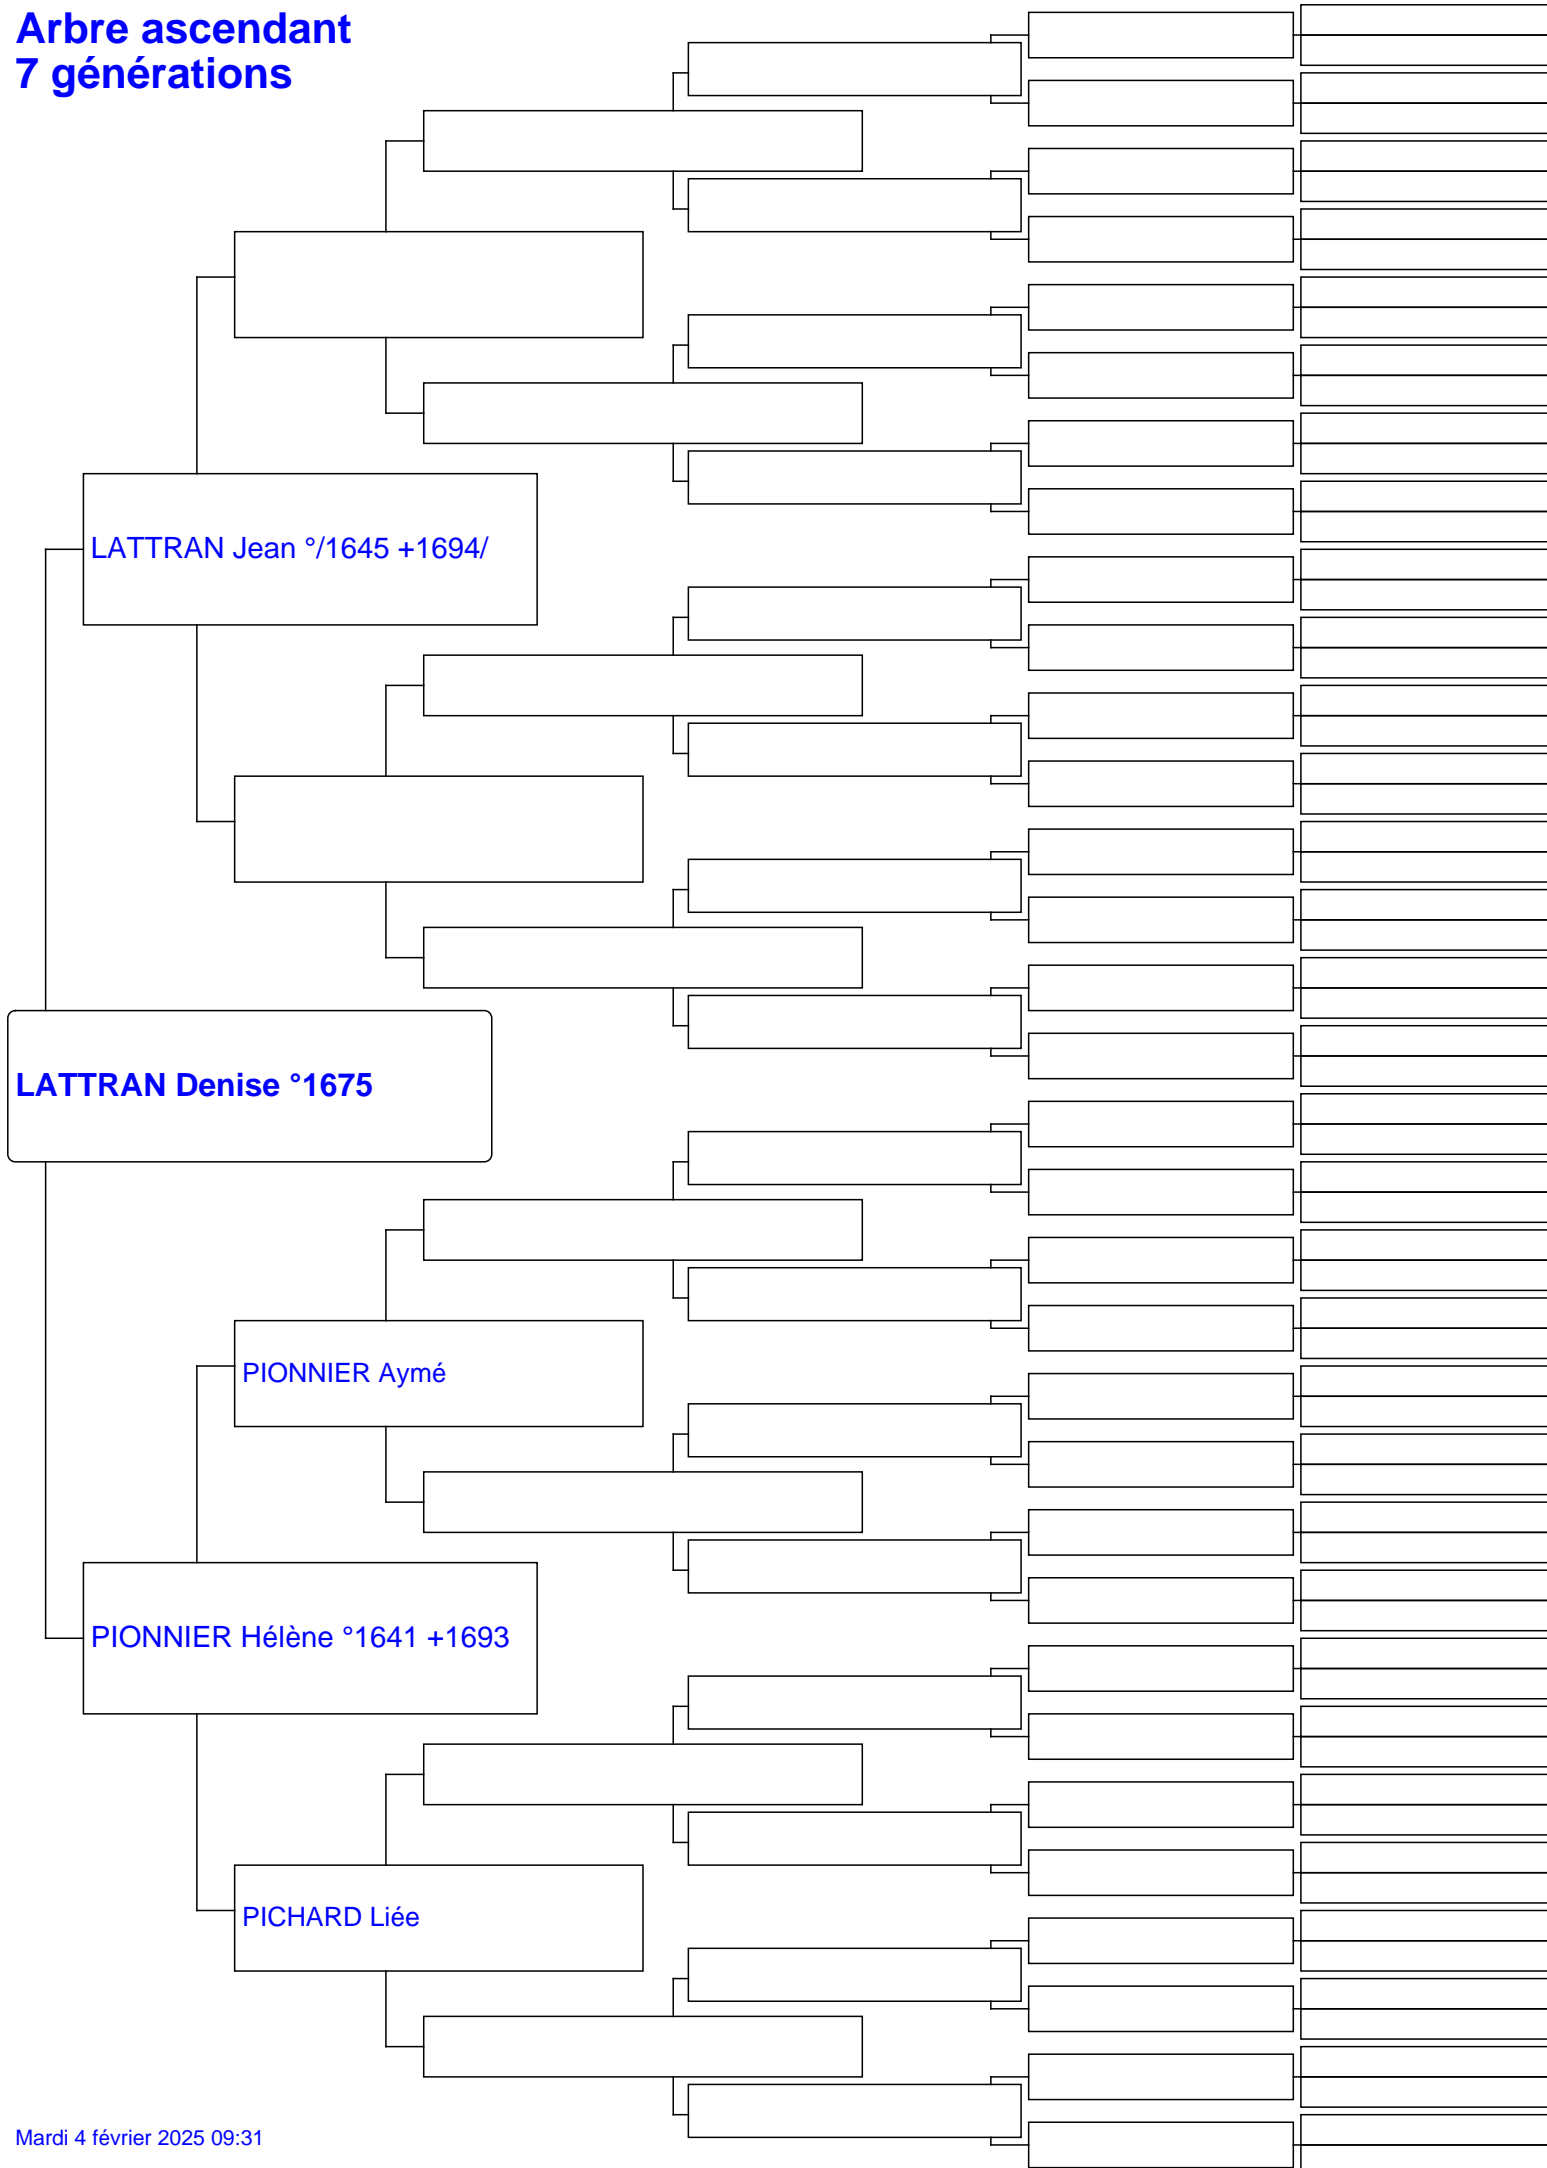 Arbre ascendant
7 générations
LATTRAN Jean °/1645 +1694/
LATTRAN Denise °1675
PIONNIER Aymé
PIONNIER Hélène °1641 +1693
PICHARD Liée
Mardi 4 février 2025 09:31